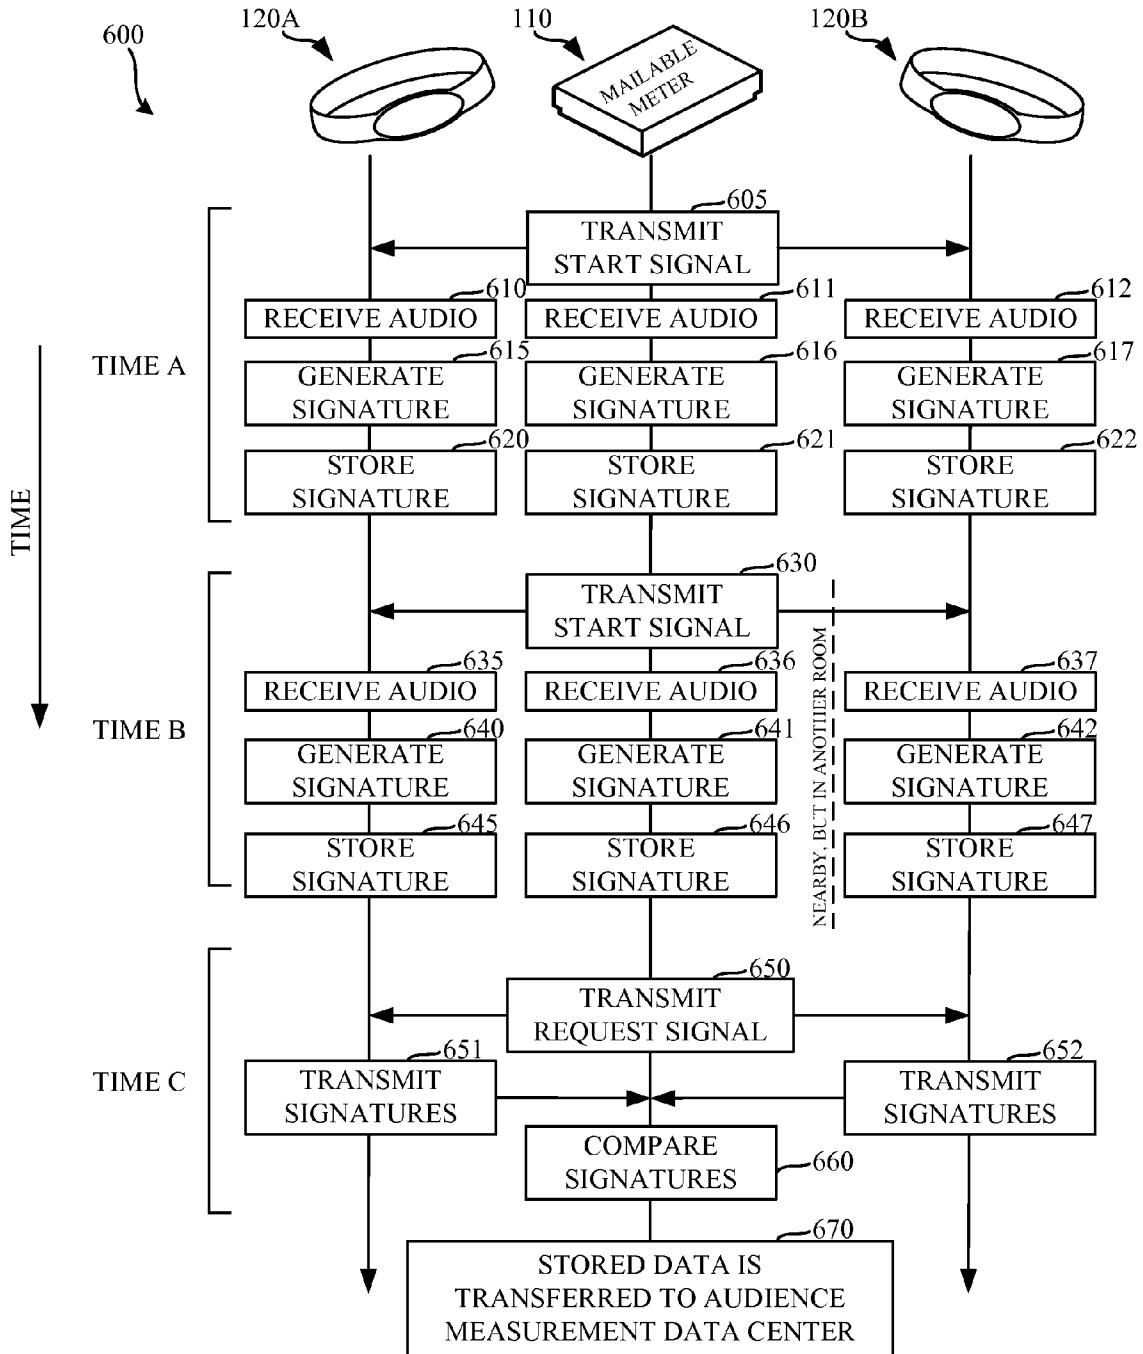 600
120A
110
120B
MAILABLE
METER
605
TRANSMIT
START SIGNAL
610
611
612
RECEIVE AUDIO
RECEIVE AUDIO
RECEIVE AUDIO
TIME A
615
616
617
GENERATE
SIGNATURE
GENERATE
SIGNATURE
GENERATE
SIGNATURE
620
621
622
STORE
SIGNATURE
STORE
SIGNATURE
STORE
SIGNATURE
TIME
630
TRANSMIT
START SIGNAL
NEARBY, BUT IN ANOTHER ROOM
635
636
637
RECEIVE AUDIO
RECEIVE AUDIO
RECEIVE AUDIO
TIME B
640
641
642
GENERATE
SIGNATURE
GENERATE
SIGNATURE
GENERATE
SIGNATURE
645
646
647
STORE
SIGNATURE
STORE
SIGNATURE
STORE
SIGNATURE
650
TRANSMIT
REQUEST SIGNAL
TIME C
651
652
TRANSMIT
SIGNATURES
TRANSMIT
SIGNATURES
COMPARE
SIGNATURES
660
670
STORED DATA IS
TRANSFERRED TO AUDIENCE
MEASUREMENT DATA CENTER